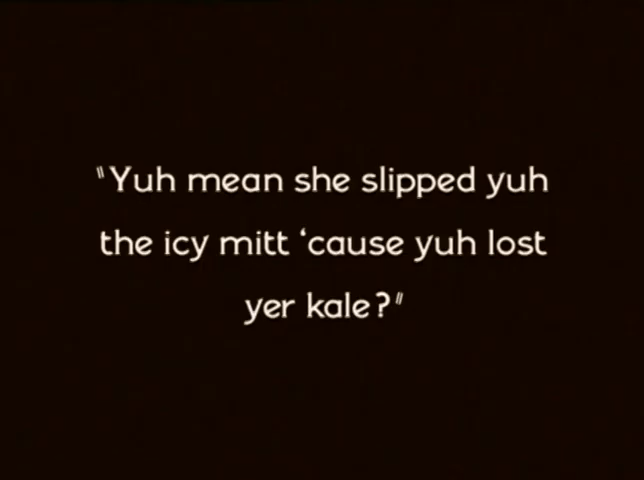 "Yuh mean she slipped yuh
the icy mitt 'cause yuh lost
yer kale?"